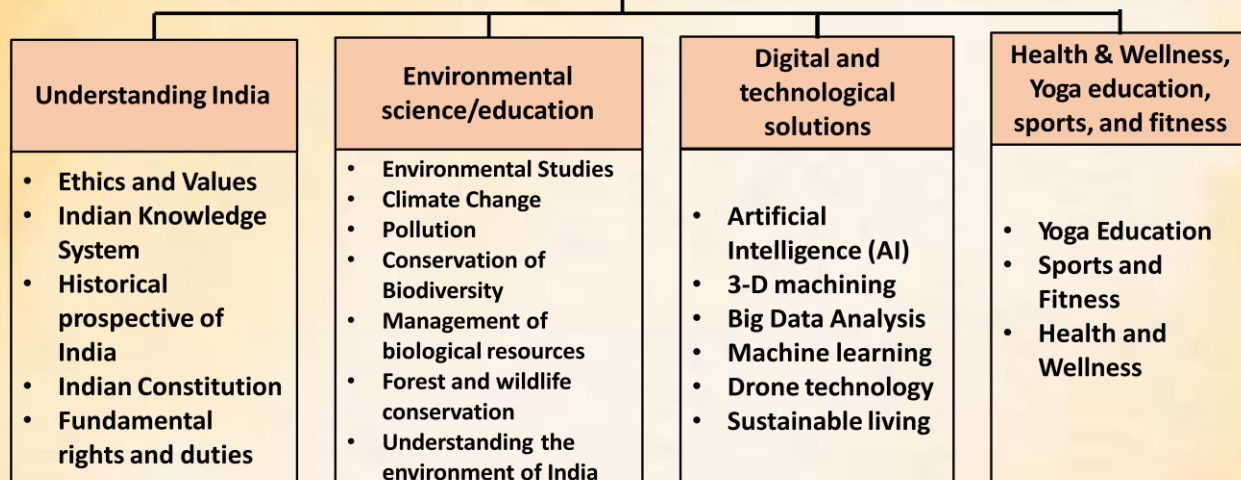 Understanding India
• Ethics and Values
• Indian Knowledge
System
• Historical
prospective of
India
• Indian Constitution
• Fundamental
rights and duties
Environmental
science/education
• Environmental Studies
• Climate Change
• Pollution
• Conservation of
Biodiversity
• Management of
biological resources
• Forest and wildlife
conservation
• Understanding the
environment of India
Digital and
technological
solutions
• Artificial
Intelligence (AI)
• 3-D machining
• Big Data Analysis
• Machine learning
• Drone technology
• Sustainable living
Health & Wellness,
Yoga education,
sports, and fitness
• Yoga Education
• Sports and
Fitness
• Health and
Wellness